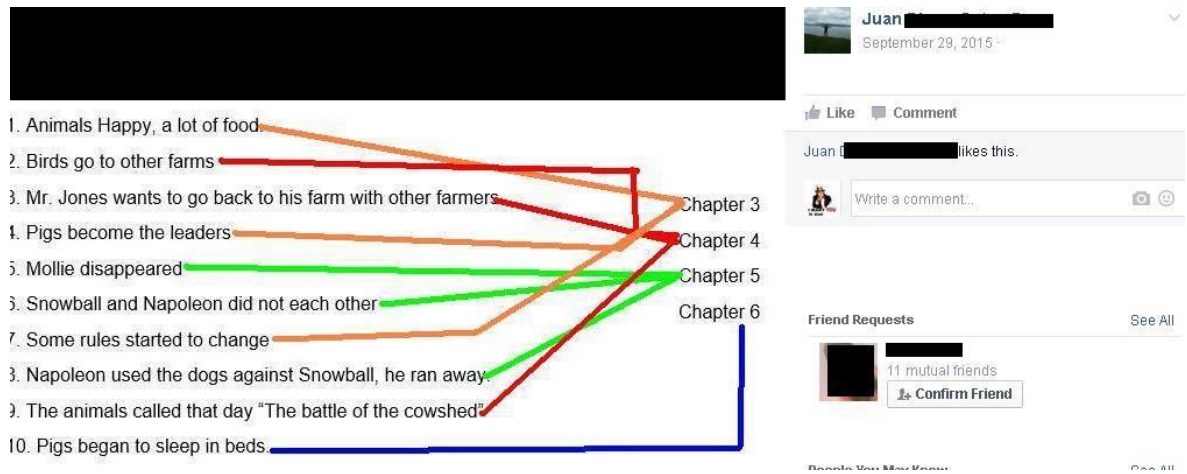 1. Animals Happy, a lot of food
2. Birds go to other farms
3. Mr. Jones wants to go back to his farm with other farmers
4. Pigs become the leaders
5. Mollie disappeared
6. Snowball and Napoleon did not each other
7. Some rules started to change
8. Napoleon used the dogs against Snowball, he ran away.
9. The animals called that day “The battle of the cowshed”
10. Pigs began to sleep in beds.
Chapter 3
Chapter 4
Chapter 5
Chapter 6
Juan
September 29, 2015 ·
Like Comment
Juan likes this.
Write a comment...
Friend Requests See All
11 mutual friends
Confirm Friend
People You May Know See All